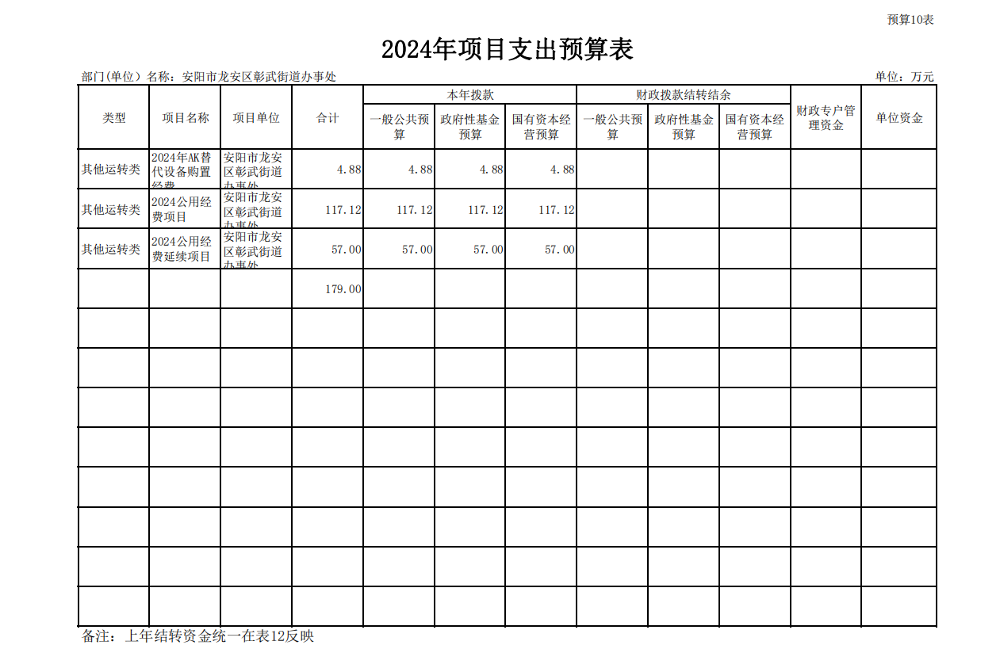 预算10表
2024年项目支出预算表
部门(单位）名称：安阳市龙安区彰武街道办事处 单位：万元
类型 项目名称 项目单位 合计 本年拨款 财政拨款结转结余 财政专户管理资金 单位资金
一般公共预算 政府性基金预算 国有资本经营预算 一般公共预算 政府性基金预算 国有资本经营预算
其他运转类 2024年AK替代设备购置经费 安阳市龙安区彰武街道办事处 4.88 4.88 4.88 4.88
其他运转类 2024公用经费项目 安阳市龙安区彰武街道办事处 117.12 117.12 117.12 117.12
其他运转类 2024公用经费延续项目 安阳市龙安区彰武街道办事处 57.00 57.00 57.00 57.00
179.00
备注：上年结转资金统一在表12反映